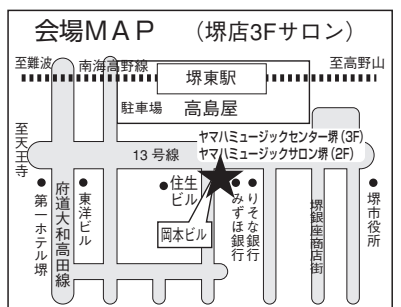 会場MAP（堺店3Fサロン）
至難波
南海高野線
至高野山
堺東駅
駐車場
高島屋
至天王寺
ヤマハミュージックセンター堺(3F)
ヤマハミュージックサロン堺(2F)
13号線
第一ホテル堺
府道大和高田線
東洋ビル
住生ビル
岡本ビル
みずほ銀行
りそな銀行
堺銀座商店街
堺市役所